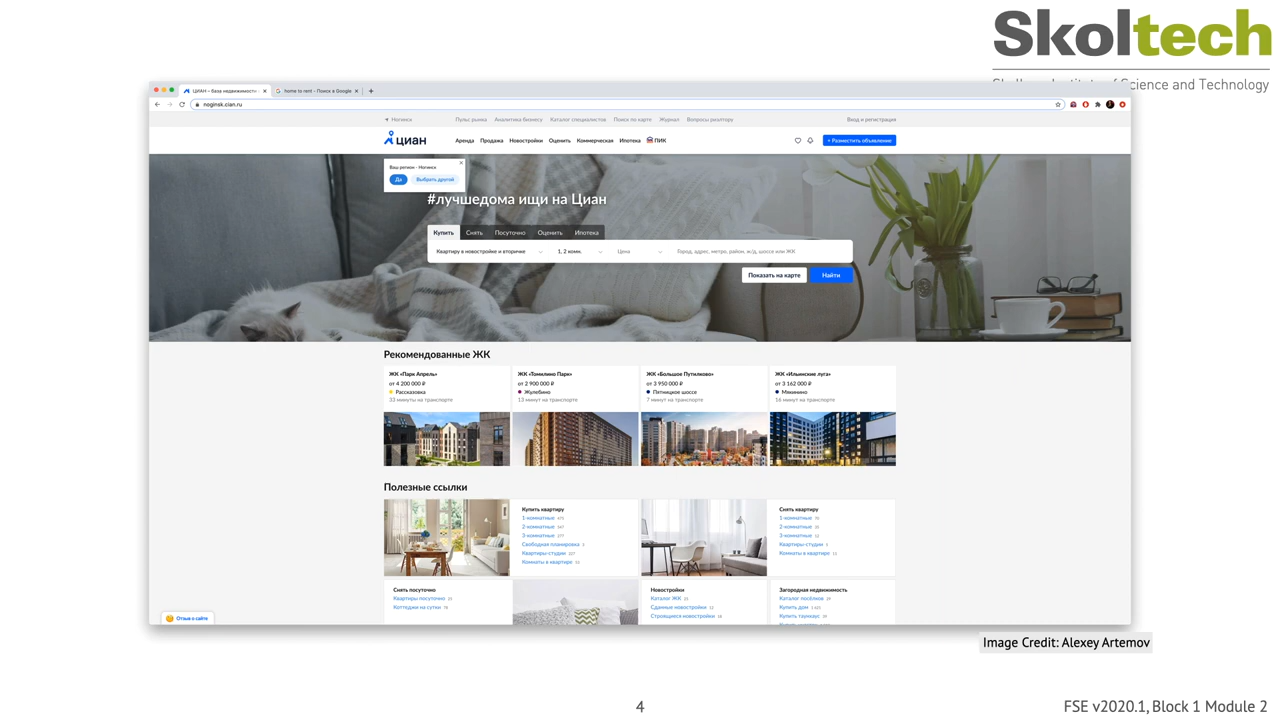 Skoltech
Science and Technology
ЦИАН – база недвижимости
home to rent - Поиск в Google
noginsk.cian.ru
Ногинск Пульс рынка Аналитика бизнесу Каталог специалистов Поиск по карте Журнал Вопросы риелтору Вход и регистрация
циан Аренда Продажа Новостройки Оценить Коммерческая Ипотека ПИК + Разместить объявление
Ваш регион - Ногинск
Да Выбрать другой
#лучшедома ищи на Циан
Купить Снять Посуточно Оценить Ипотека
Квартиру в новостройке и вторичке 1, 2 комн. Цена Город, адрес, метро, район, ж/д, шоссе или ЖК
Показать на карте Найти
Рекомендованные ЖК
ЖК «Парк Апрель»
от 4 200 000 ₽
Рассказовка
33 минуты на транспорте
ЖК «Томилино Парк»
от 2 900 000 ₽
Жулебино
13 минут на транспорте
ЖК «Большое Путилково»
от 3 950 000 ₽
Пятницкое шоссе
7 минут на транспорте
ЖК «Ильинские луга»
от 3 162 000 ₽
Мякинино
16 минут на транспорте
Полезные ссылки
Купить квартиру
1-комнатные
2-комнатные
3-комнатные
Свободная планировка
Квартиры-студии
Комнаты в квартире
Снять квартиру
1-комнатные
2-комнатные
3-комнатные
Квартиры-студии
Комнаты в квартире
Снять посуточно
Квартиры посуточно
Коттеджи на сутки
Новостройки
Каталог ЖК
Сданные новостройки
Строящиеся новостройки
Загородная недвижимость
Каталог посёлков
Купить дом
Купить таунхаус
Отзыв о сайте
Image Credit: Alexey Artemov
4
FSE v2020.1, Block 1 Module 2